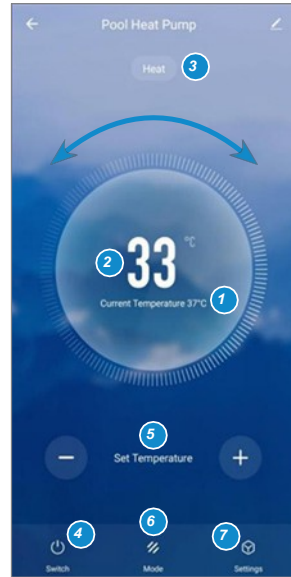 Pool Heat Pump
Heat 3
2 33 °C
Current Temperature 37°C 1
5
Set Temperature
4 6 7
Switch Mode Settings